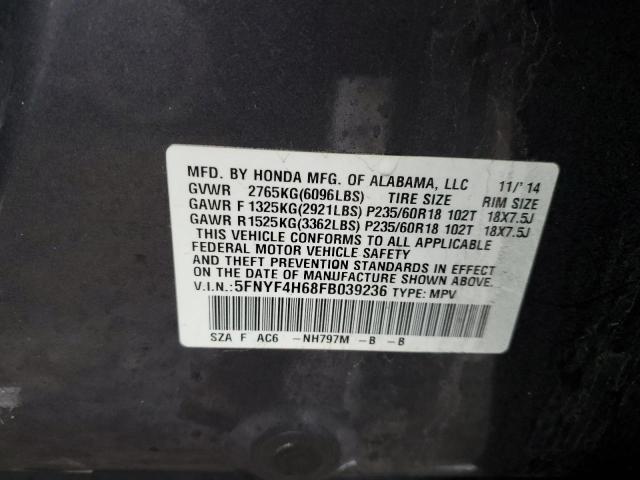 MFD. BY HONDA MFG. OF ALABAMA, LLC 11/'14
GVWR 2765KG(6096LBS) TIRE SIZE RIM SIZE
GAWR F 1325KG(2921LBS) P235/60R18 102T 18X7.5J
GAWR R1525KG(3362LBS) P235/60R18 102T 18X7.5J
THIS VEHICLE CONFORMS TO ALL APPLICABLE
FEDERAL MOTOR VEHICLE SAFETY
AND THEFT PREVENTION STANDARDS IN EFFECT
ON THE DATE OF MANUFACTURE SHOWN ABOVE.
V.I.N.:5FNYF4H68FB039236 TYPE: MPV
SZA F AC6 -NH797M -B -B